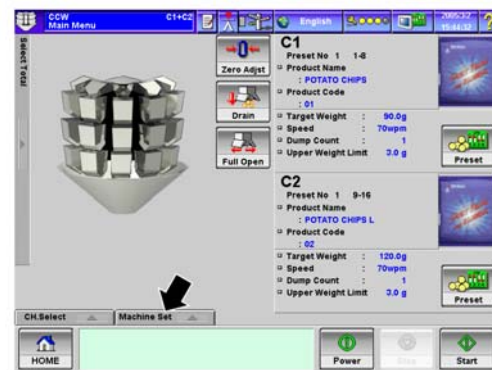 CCW
Main Menu
C1+C2
English
2005/3/2
15:44:32
?
Select Total
Zero Adjst
Drain
Full Open
C1
Preset No 1 1-8
Product Name
: POTATO CHIPS
Product Code
: 01
Target Weight : 90.0g
Speed : 70wpm
Dump Count : 1
Upper Weight Limit 3.0 g
Preset
C2
Preset No 1 9-16
Product Name
: POTATO CHIPS L
Product Code
: 02
Target Weight : 120.0g
Speed : 70wpm
Dump Count : 1
Upper Weight Limit 3.0 g
Preset
CH.Select
Machine Set
HOME
Power
Start